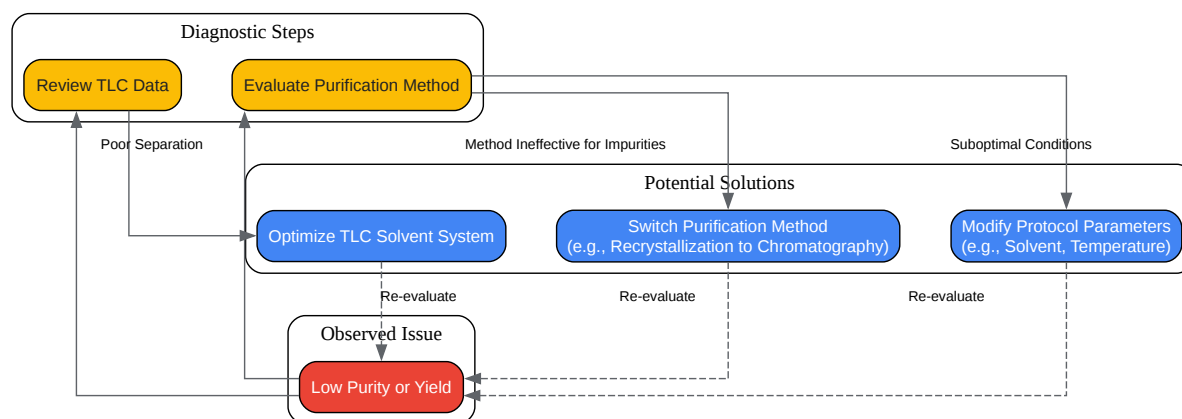 Diagnostic Steps
Review TLC Data
Evaluate Purification Method
Poor Separation
Method Ineffective for Impurities
Suboptimal Conditions
Potential Solutions
Optimize TLC Solvent System
Switch Purification Method
(e.g., Recrystallization to Chromatography)
Modify Protocol Parameters
(e.g., Solvent, Temperature)
Re-evaluate
Re-evaluate
Re-evaluate
Observed Issue
Low Purity or Yield